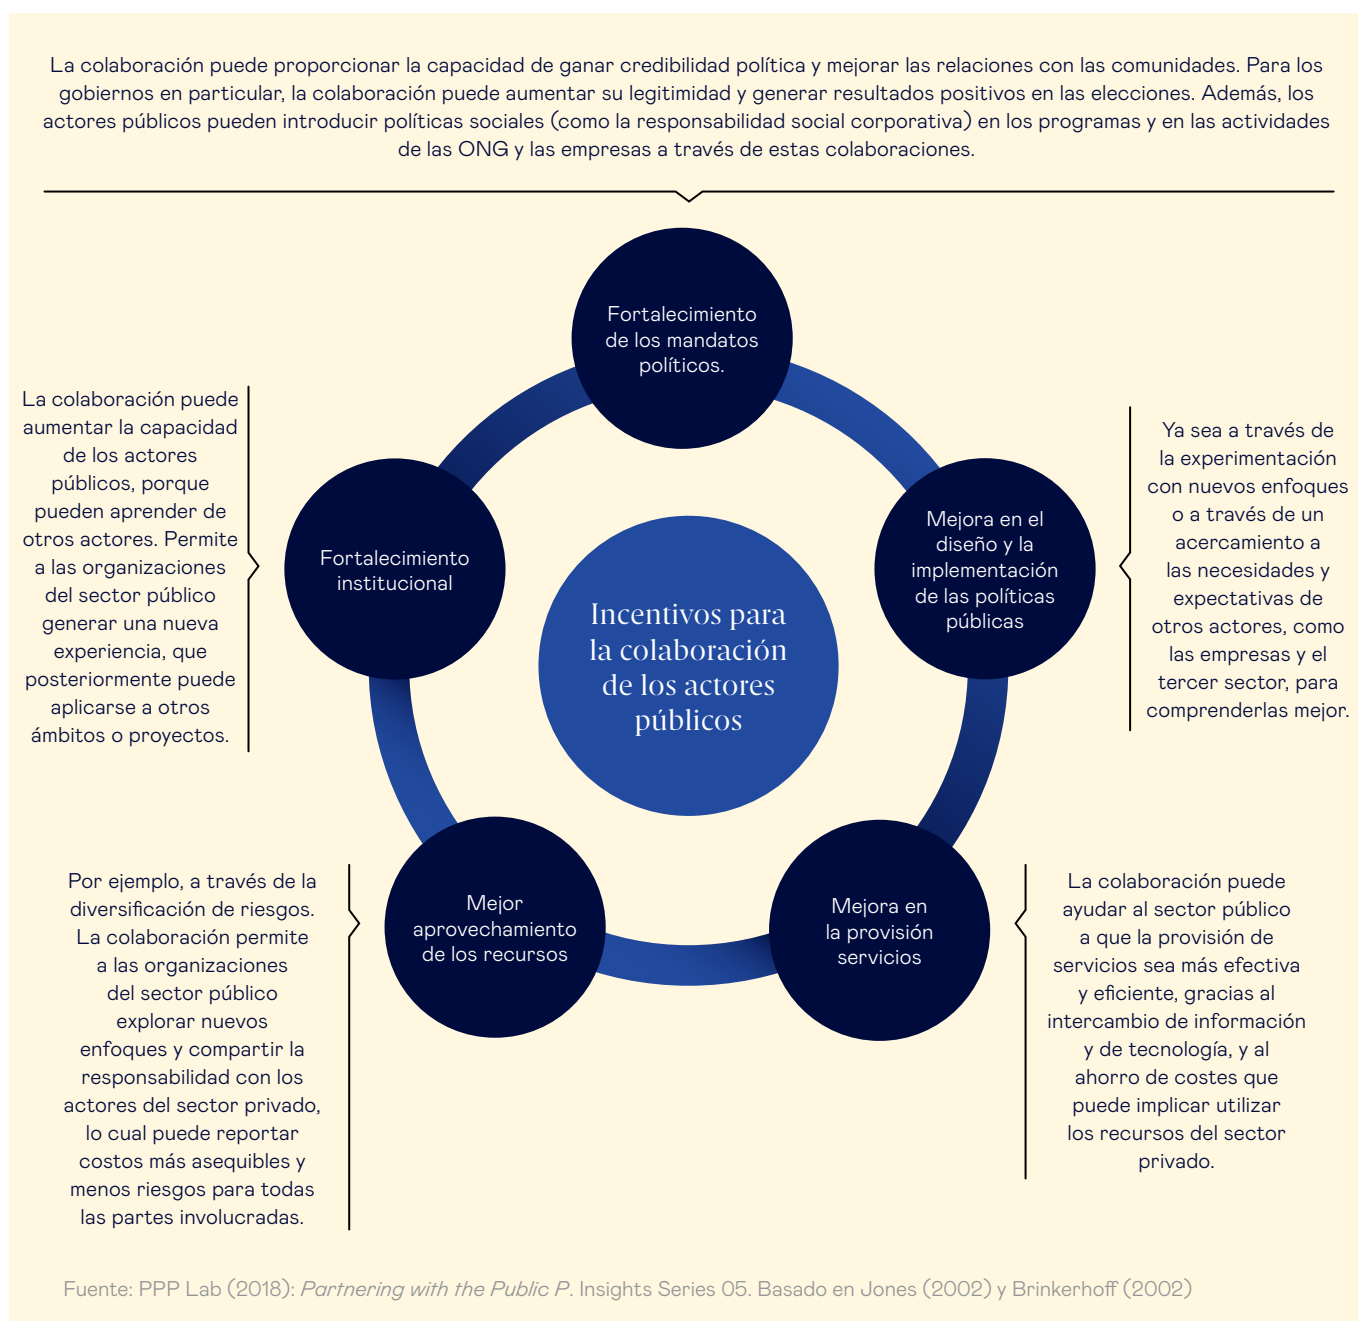 La colaboración puede proporcionar la capacidad de ganar credibilidad política y mejorar las relaciones con las comunidades. Para los
gobiernos en particular, la colaboración puede aumentar su legitimidad y generar resultados positivos en las elecciones. Además, los
actores públicos pueden introducir políticas sociales (como la responsabilidad social corporativa) en los programas y en las actividades
de las ONG y las empresas a través de estas colaboraciones.
Fortalecimiento
de los mandatos
políticos.
La colaboración puede
aumentar la capacidad
de los actores
públicos, porque
pueden aprender de
otros actores. Permite
a las organizaciones
del sector público
generar una nueva
experiencia, que
posteriormente puede
aplicarse a otros
ámbitos o proyectos.
Fortalecimiento
institucional
Incentivos para
la colaboración
de los actores
públicos
Mejora en el
diseño y la
implementación
de las políticas
públicas
Ya sea a través de
la experimentación
con nuevos enfoques
o a través de un
acercamiento a
las necesidades y
expectativas de
otros actores, como
las empresas y el
tercer sector, para
comprenderlas mejor.
Por ejemplo, a través de la
diversificación de riesgos.
La colaboración permite
a las organizaciones
del sector público
explorar nuevos
enfoques y compartir la
responsabilidad con los
actores del sector privado,
lo cual puede reportar
costos más asequibles y
menos riesgos para todas
las partes involucradas.
Mejor
aprovechamiento
de los recursos
Mejora en
la provisión
servicios
La colaboración puede
ayudar al sector público
a que la provisión de
servicios sea más efectiva
y eficiente, gracias al
intercambio de información
y de tecnología, y al
ahorro de costes que
puede implicar utilizar
los recursos del sector
privado.
Fuente: PPP Lab (2018): Partnering with the Public P. Insights Series 05. Basado en Jones (2002) y Brinkerhoff (2002)